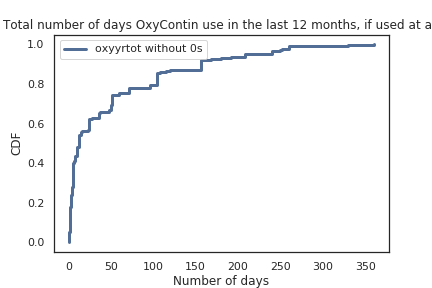 Total number of days OxyContin use in the last 12 months, if used at a
oxyyrtot without 0s
1.0
0.8
0.6
0.4
0.2
0.0
CDF
0 50 100 150 200 250 300 350
Number of days